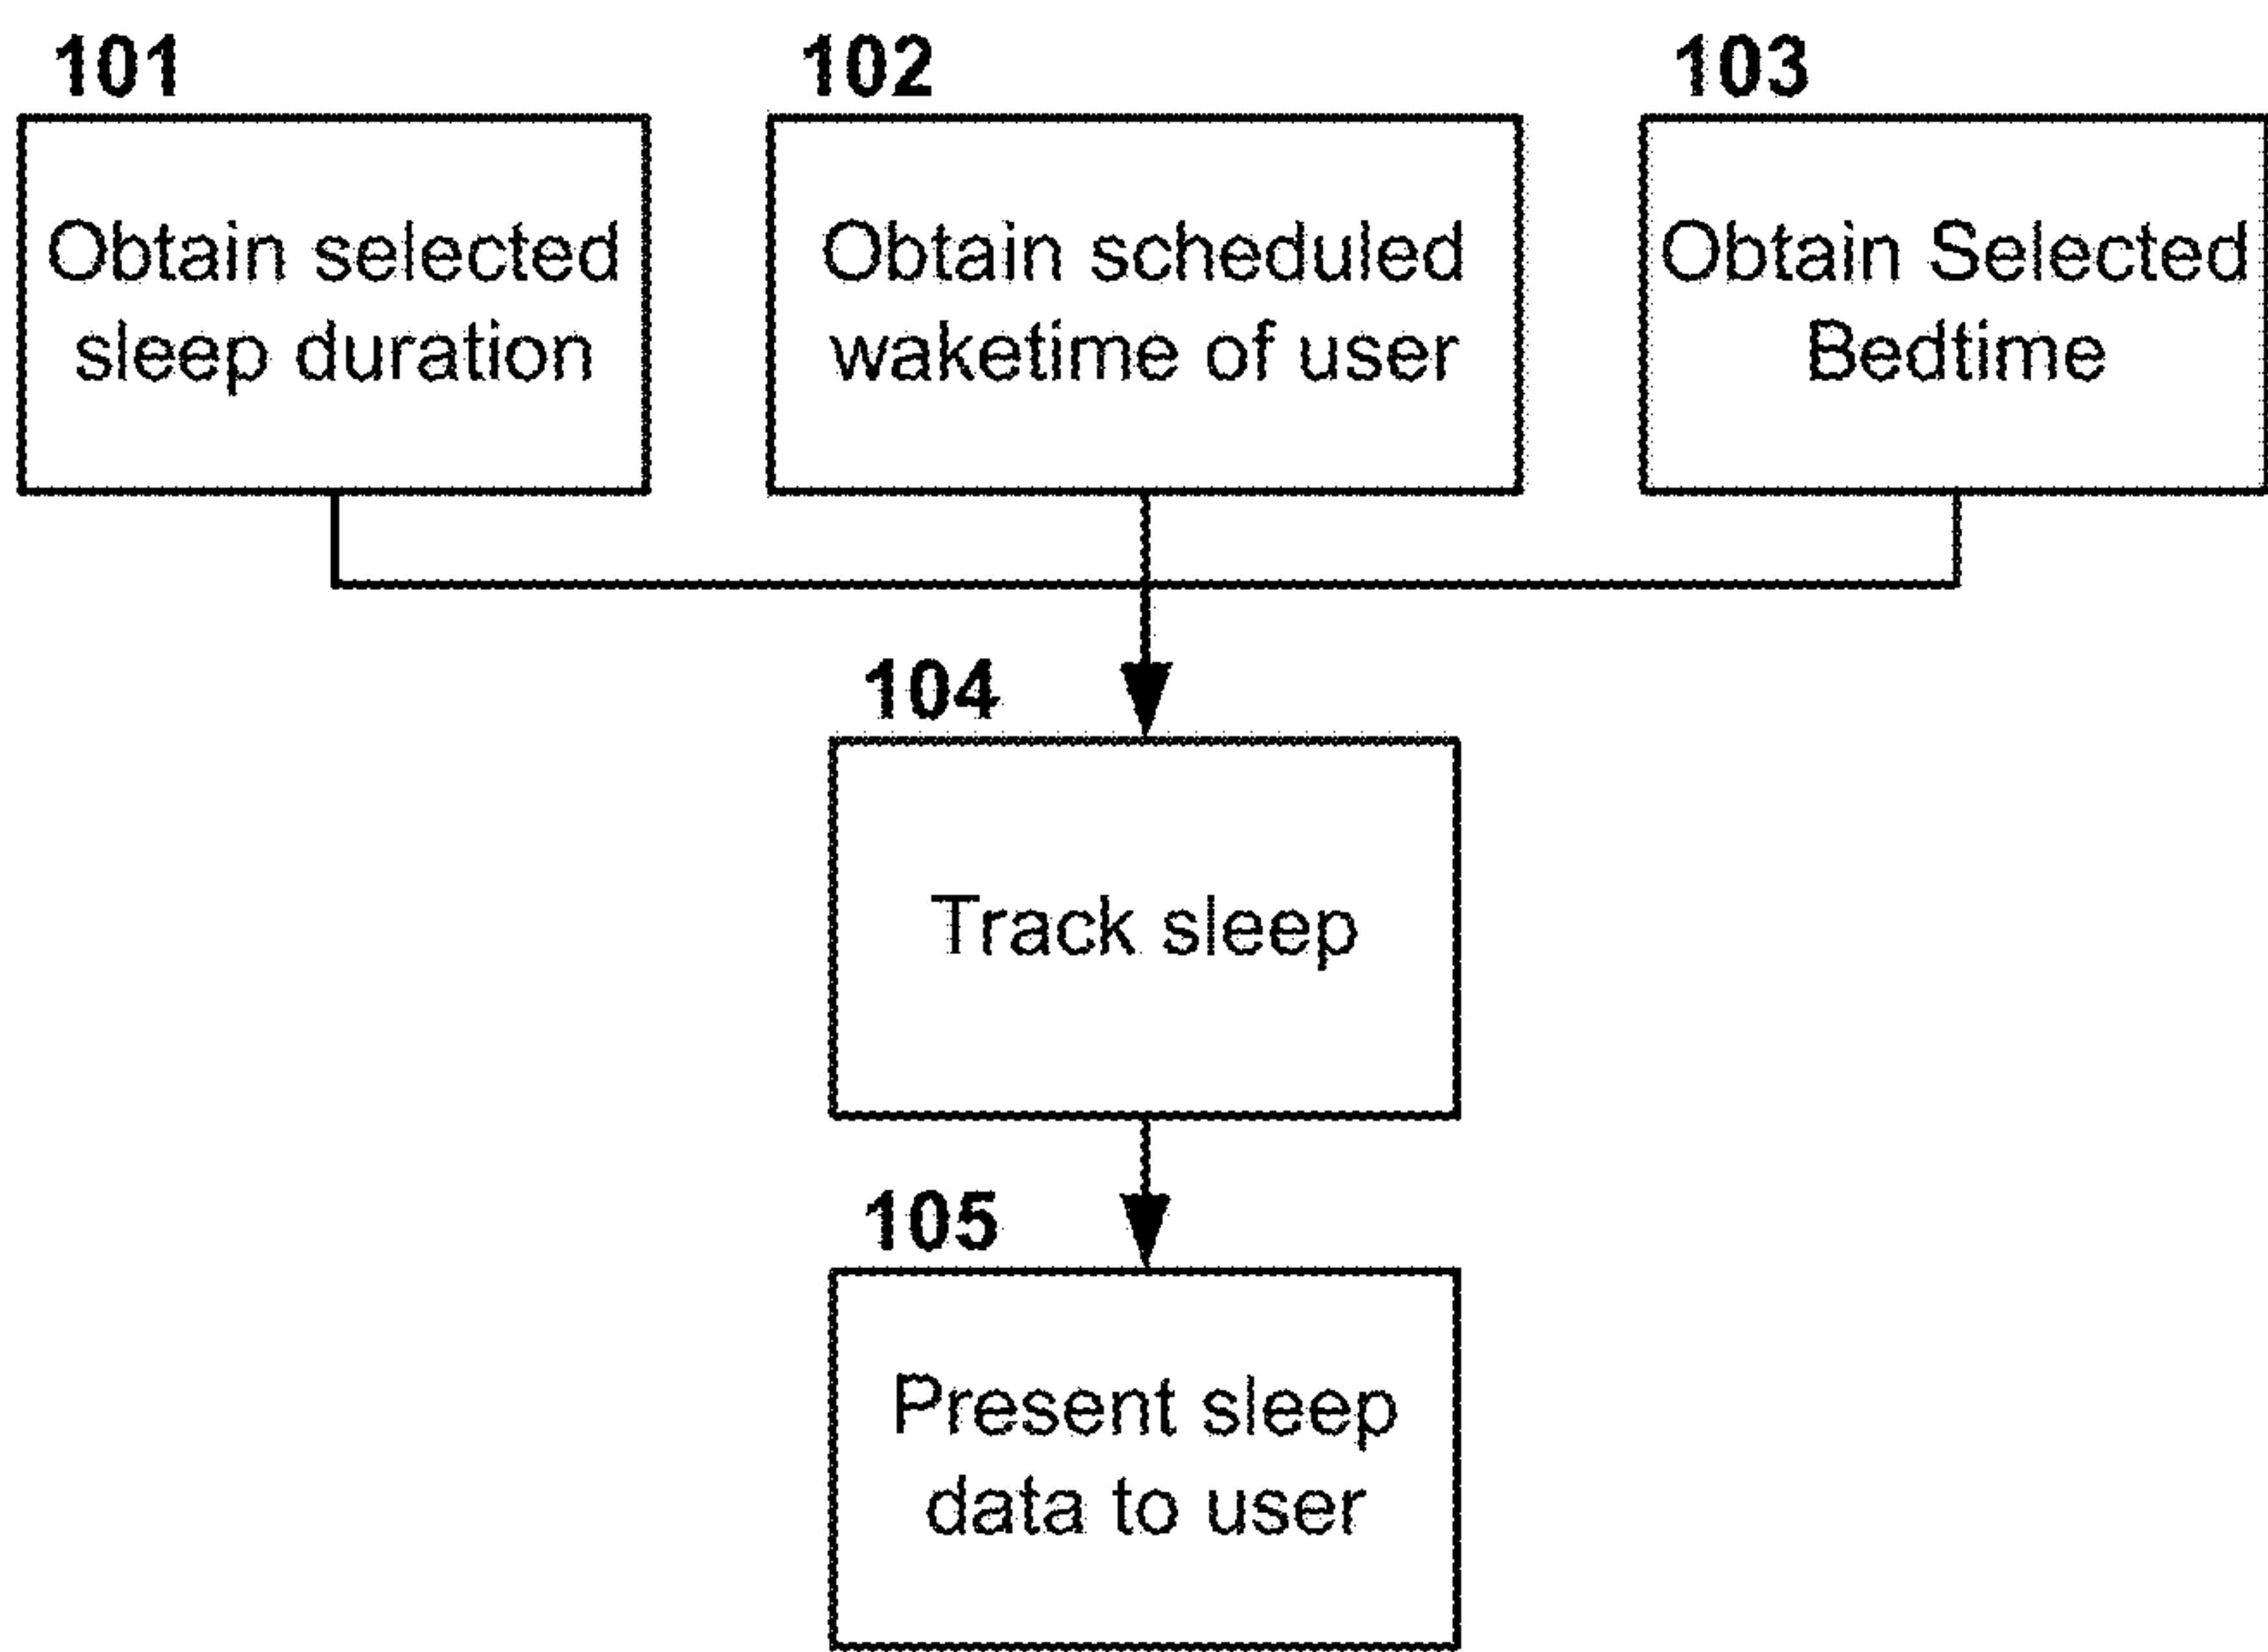 101
Obtain selected
sleep duration
102
Obtain scheduled
waketime of user
103
Obtain Selected
Bedtime
104
Track sleep
105
Present sleep
data to user